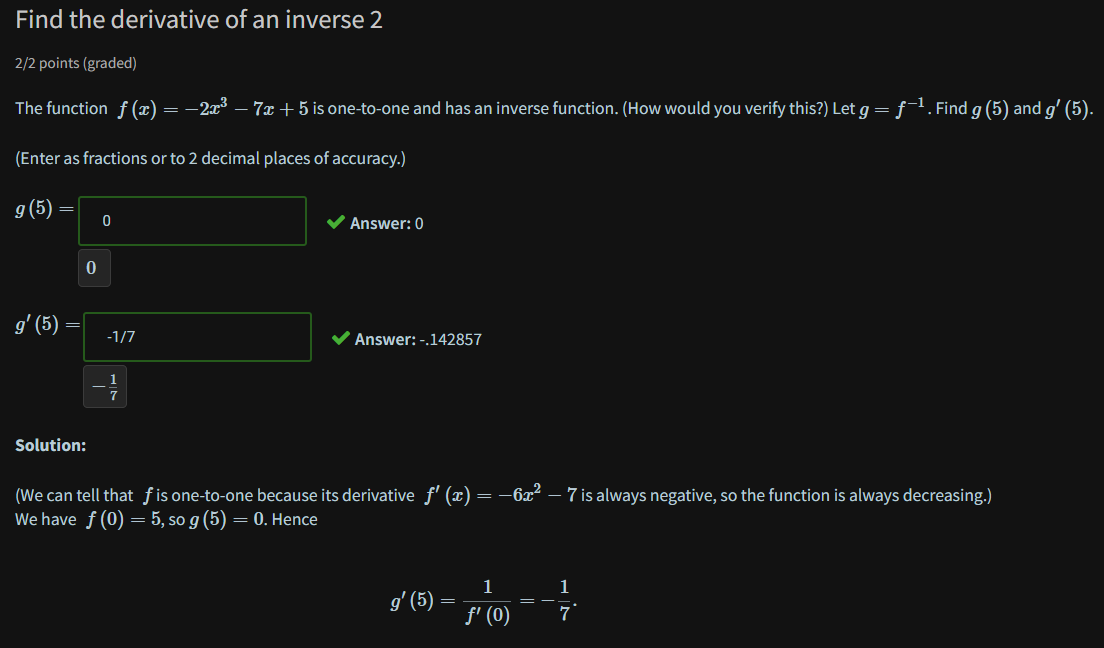 Find the derivative of an inverse 2
2/2 points (graded)
The function f (x) = −2x³ − 7x + 5 is one-to-one and has an inverse function. (How would you verify this?) Let g = f⁻¹. Find g (5) and g′ (5).
(Enter as fractions or to 2 decimal places of accuracy.)
g (5) = 0 ✔ Answer: 0
0
g′ (5) = -1/7 ✔ Answer: -.142857
−1/7
Solution:
(We can tell that f is one-to-one because its derivative f′ (x) = −6x² − 7 is always negative, so the function is always decreasing.)
We have f (0) = 5, so g (5) = 0. Hence
g′ (5) = 1/f′ (0) = −1/7.